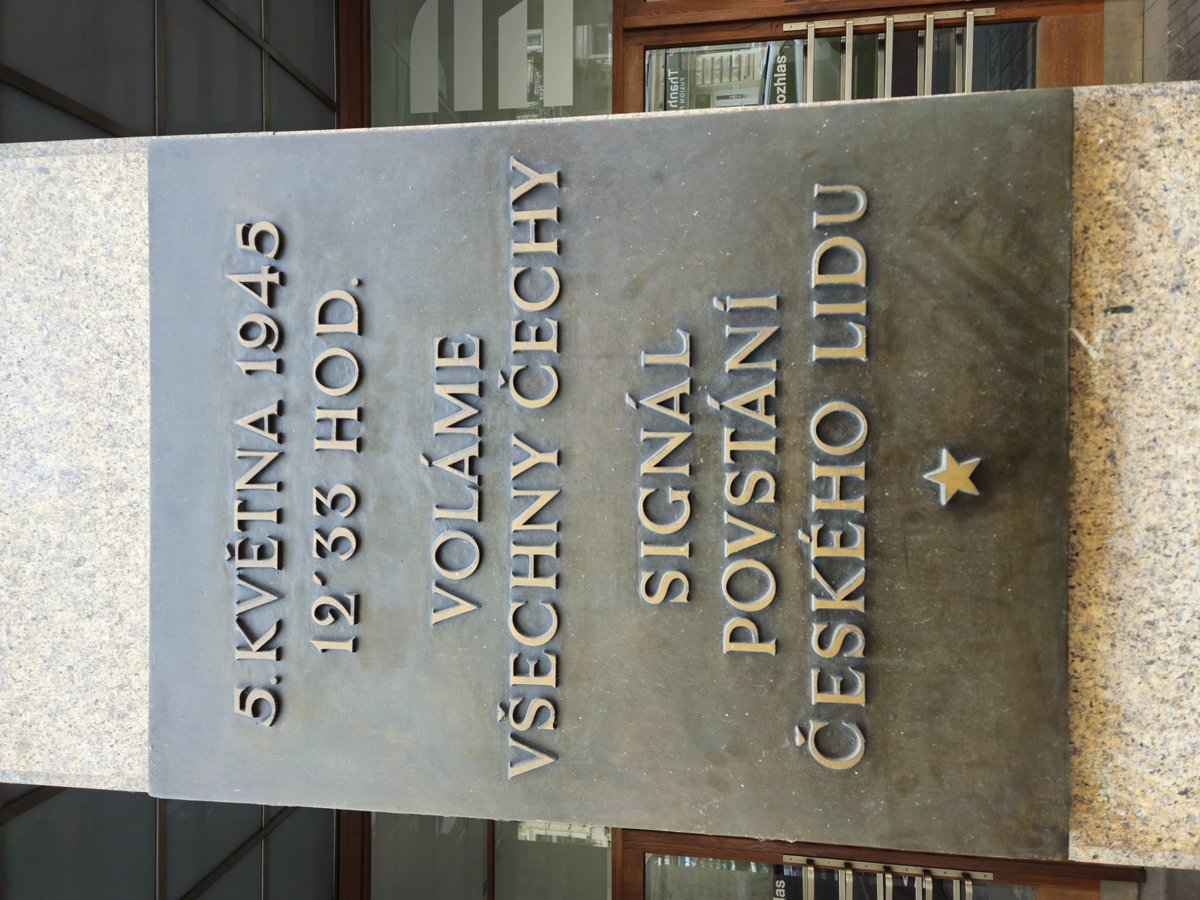 5. KVĚTNA 1945
12´33 HOD.
VOLÁME
VŠECHNY ČECHY
SIGNÁL
POVSTÁNÍ
ČESKÉHO LIDU